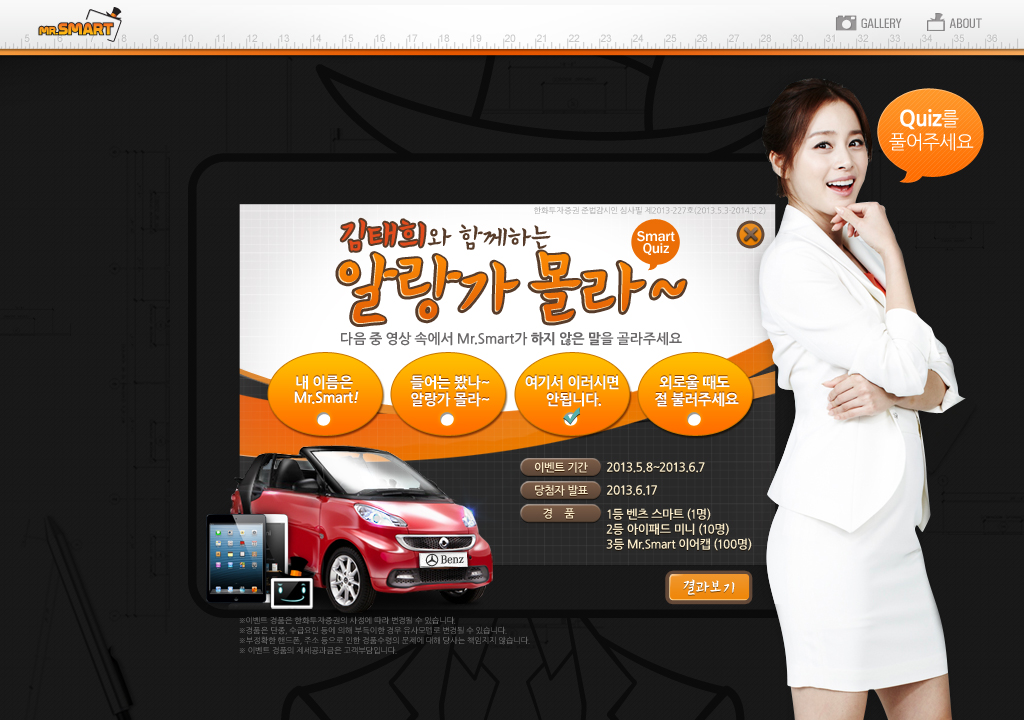 MR.SMART
GALLERY
ABOUT
5 6 7 8 9 10 11 12 13 14 15 16 17 18 19 20 21 22 23 24 25 26 27 28 30 31 32 33 34 35 36
Quiz를
풀어주세요
한화투자증권 준법감시인 심사필 제2013-227호(2013.5.3-2014.5.2)
김태희와 함께하는
Smart
Quiz
알랑가 몰라~
다음 중 영상 속에서 Mr.Smart가 하지 않은 말을 골라주세요
내 이름은
Mr.Smart!
들어는 봤나~
알랑가 몰라~
여기서 이러시면
안됩니다.
외로울 때도
절 불러주세요
이벤트 기간 2013.5.8~2013.6.7
당첨자 발표 2013.6.17
경 품 1등 벤츠 스마트 (1명)
2등 아이패드 미니 (10명)
3등 Mr.Smart 이어캡 (100명)
Benz
결과보기
※이벤트 경품은 한화투자증권의 사정에 따라 변경될 수 있습니다.
※경품은 단종, 수급요인 등에 의해 부득이한 경우 유사모델로 변경될 수 있습니다.
※부정확한 핸드폰, 주소 등으로 인한 경품수령의 문제에 대해 당사는 책임지지 않습니다.
※ 이벤트 경품의 제세공과금은 고객부담입니다.